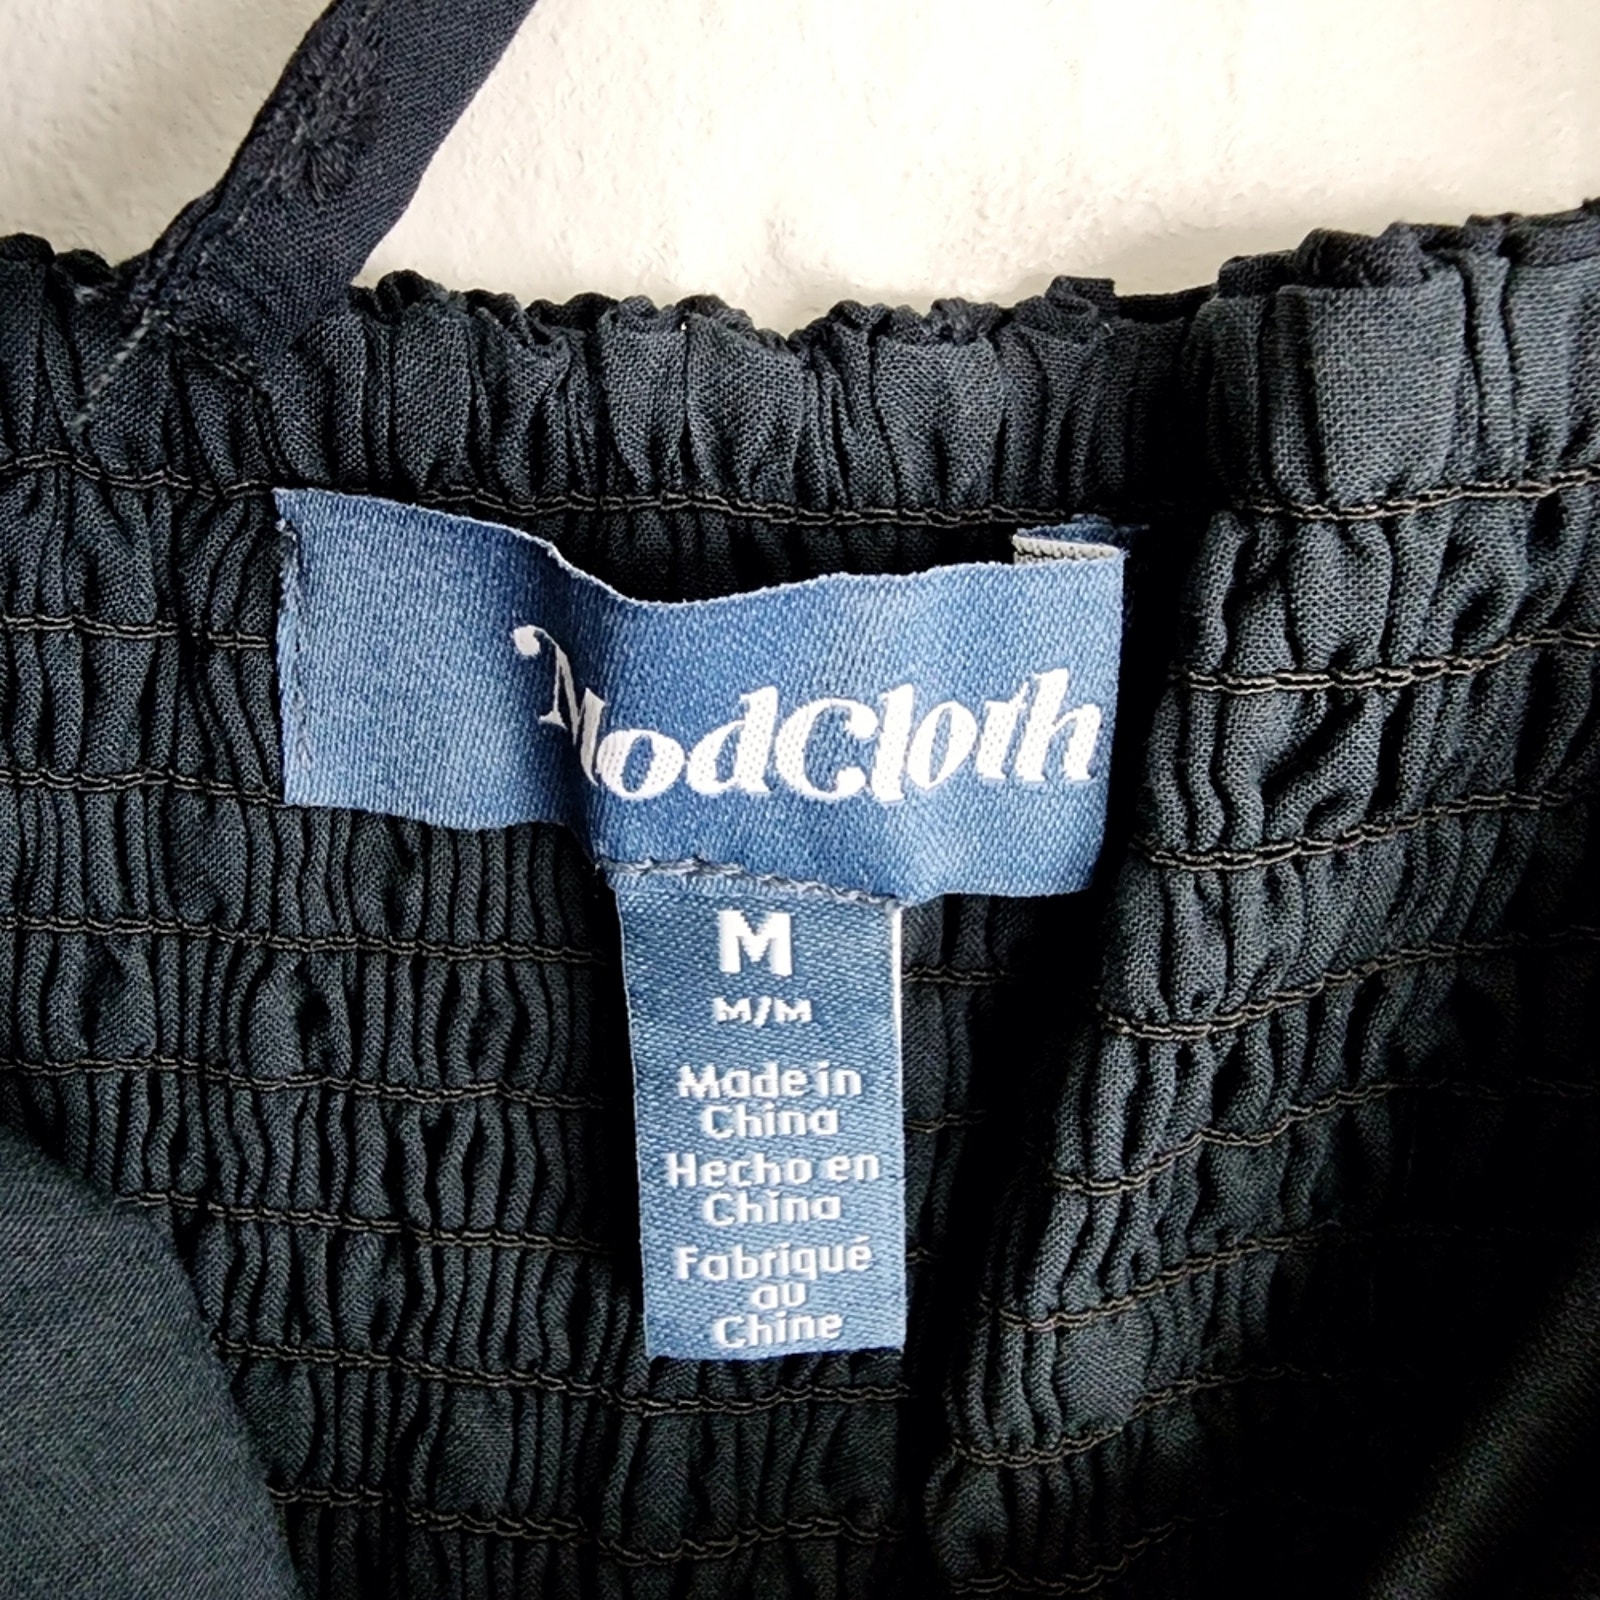 ModCloth
M
M/M
Made in
China
Hecho en
China
Fabriqué
au
Chine